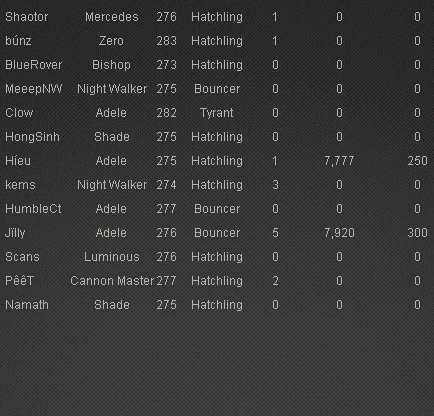 Shaotor Mercedes 276 Hatchling 1 0 0
búnz Zero 283 Hatchling 1 0 0
BlueRover Bishop 273 Hatchling 0 0 0
MeeepNW Night Walker 275 Bouncer 0 0 0
Clow Adele 282 Tyrant 0 0 0
HongSinh Shade 275 Hatchling 0 0 0
Híeu Adele 275 Hatchling 1 7,777 250
kems Night Walker 274 Hatchling 3 0 0
HumbleCt Adele 277 Bouncer 0 0 0
Jïlly Adele 276 Bouncer 5 7,920 300
Scans Luminous 276 Hatchling 0 0 0
PêêT Cannon Master 277 Hatchling 2 0 0
Namath Shade 275 Hatchling 0 0 0